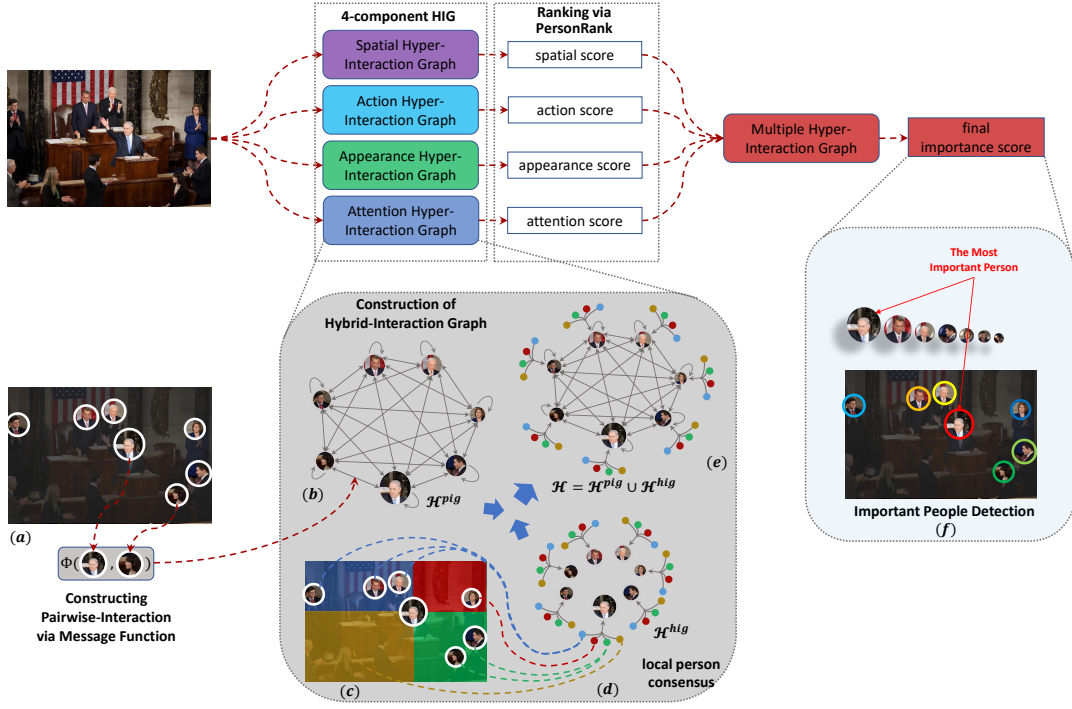 4-component HIG
Ranking via
PersonRank
Spatial Hyper-
Interaction Graph
spatial score
Action Hyper-
Interaction Graph
action score
Appearance Hyper-
Interaction Graph
appearance score
Attention Hyper-
Interaction Graph
attention score
Multiple Hyper-
Interaction Graph
final
importance score
The Most
Important Person
Important People Detection
(f)
Construction of
Hybrid-Interaction Graph
(b)
ℋ^{pig}
(e)
ℋ = ℋ^{pig} ∪ ℋ^{hig}
(a)
Φ( , )
Constructing
Pairwise-Interaction
via Message Function
(c)
(d)
ℋ^{hig}
local person
consensus